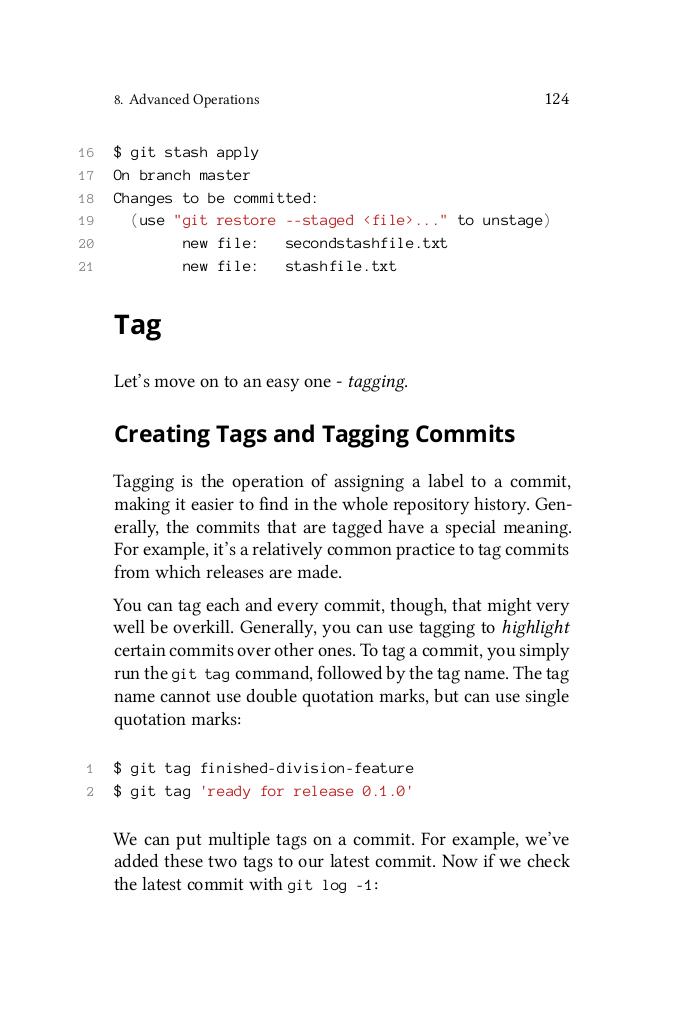 8. Advanced Operations 124
16 $ git stash apply
17 On branch master
18 Changes to be committed:
19 (use "git restore --staged <file>..." to unstage)
20 new file: secondstashfile.txt
21 new file: stashfile.txt
Tag
Let's move on to an easy one - tagging.
Creating Tags and Tagging Commits
Tagging is the operation of assigning a label to a commit,
making it easier to find in the whole repository history. Gen-
erally, the commits that are tagged have a special meaning.
For example, it's a relatively common practice to tag commits
from which releases are made.
You can tag each and every commit, though, that might very
well be overkill. Generally, you can use tagging to highlight
certain commits over other ones. To tag a commit, you simply
run the git tag command, followed by the tag name. The tag
name cannot use double quotation marks, but can use single
quotation marks:
1 $ git tag finished-division-feature
2 $ git tag 'ready for release 0.1.0'
We can put multiple tags on a commit. For example, we've
added these two tags to our latest commit. Now if we check
the latest commit with git log -1: